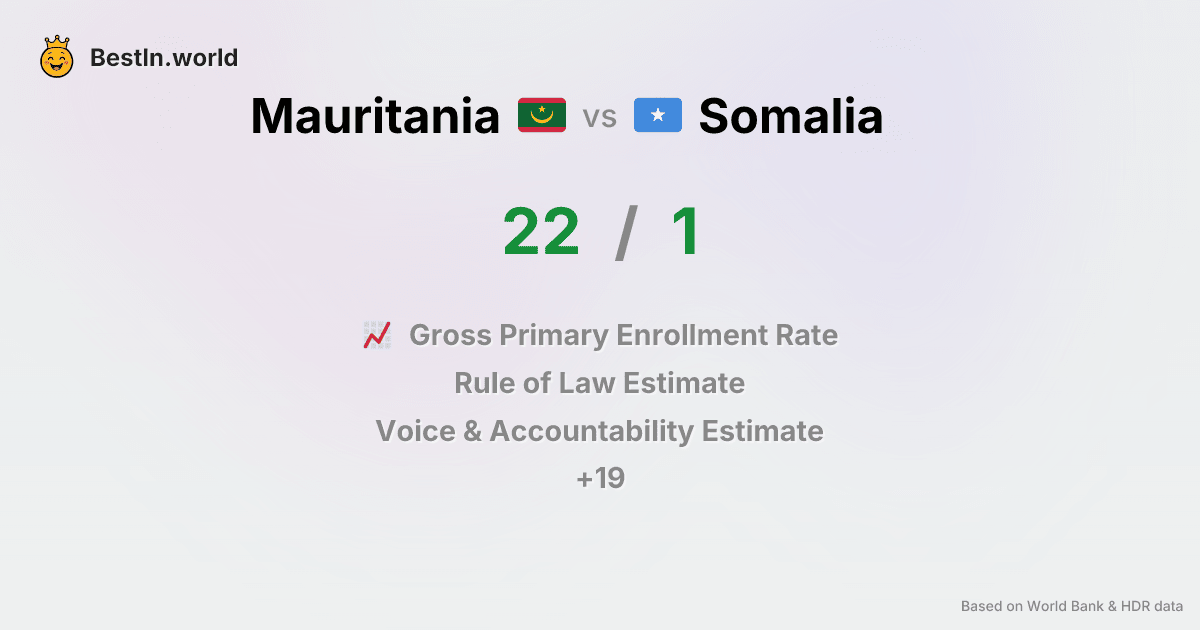 BestIn.world
Mauritania vs Somalia
22 / 1
Gross Primary Enrollment Rate
Rule of Law Estimate
Voice & Accountability Estimate
+19
Based on World Bank & HDR data